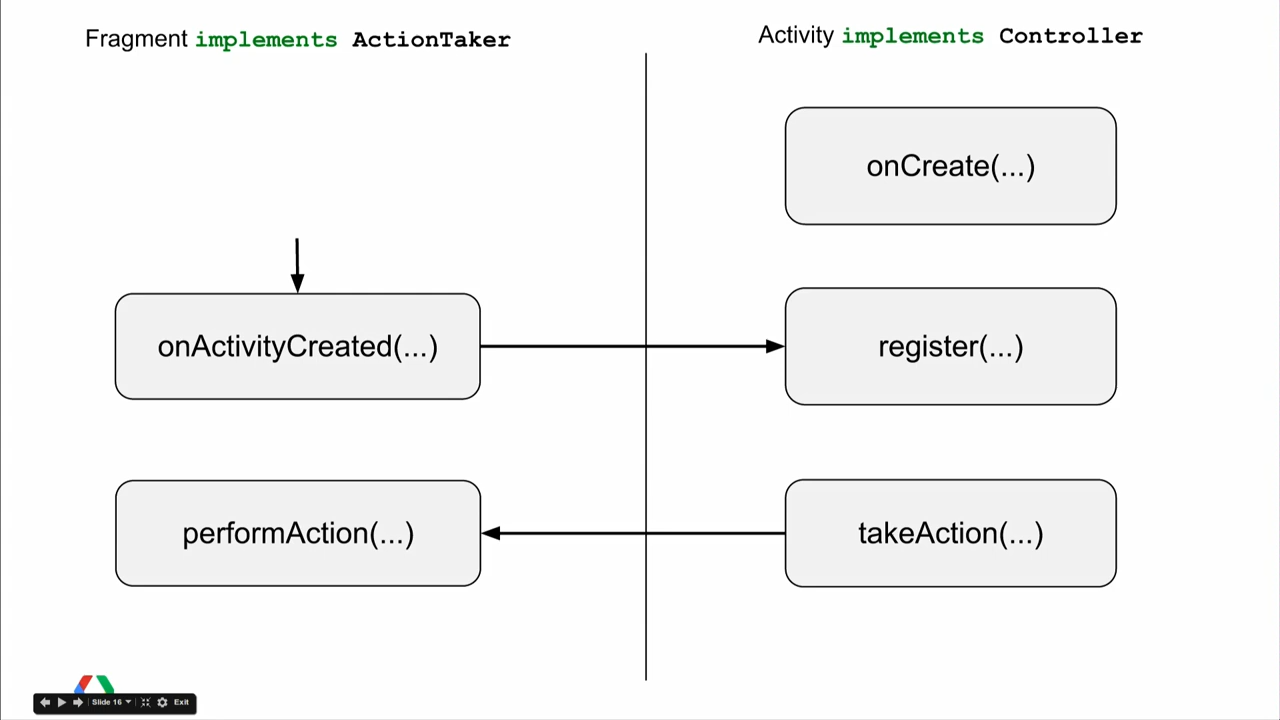 Fragment implements ActionTaker
Activity implements Controller
onCreate(...)
onActivityCreated(...)
register(...)
performAction(...)
takeAction(...)
Slide 16
Exit